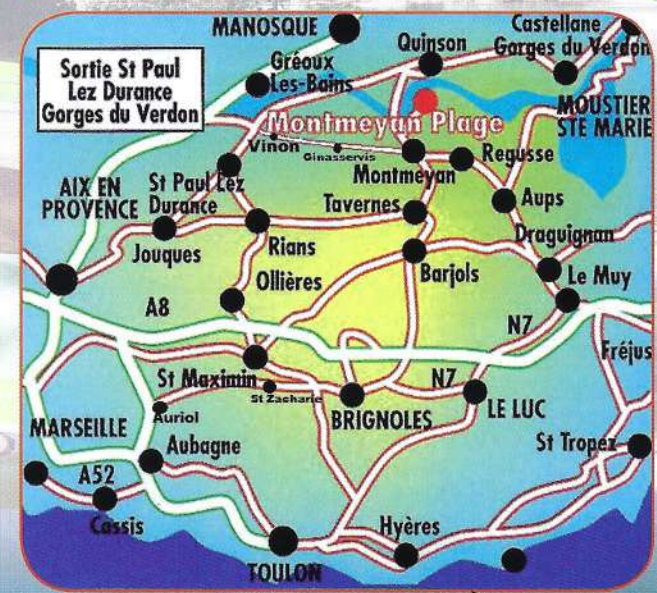 MANOSQUE
Castellane
Gorges du Verdon
Quinson
Sortie St Paul
Lez Durance
Gorges du Verdon
Gréoux
Les-Bains
MOUSTIER
STE MARIE
Montmeyan Plage
Vinon
Ginasservis
Montmeyan
Regusse
AIX EN
PROVENCE
St Paul Lez
Durance
Tavernes
Aups
Jouques
Rians
Draguignan
Barjols
Le Muy
Ollières
A8
N7
Fréjus
St Maximin
St Zacharie
N7
BRIGNOLES
LE LUC
Auriol
MARSEILLE
Aubagne
St Tropez
A52
Cassis
Hyères
TOULON